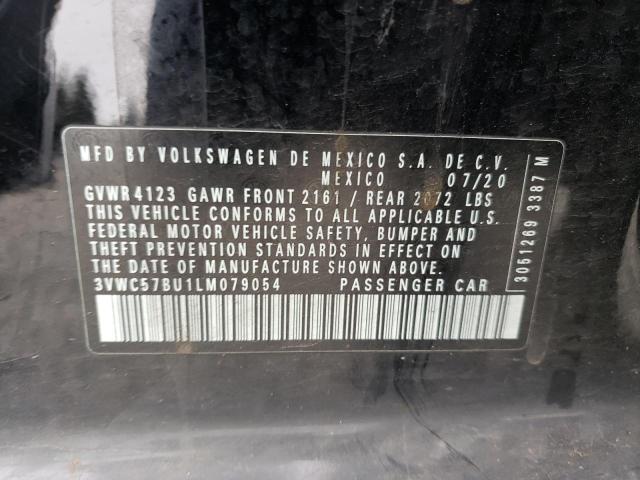 MFD BY VOLKSWAGEN DE MEXICO S.A. DE C.V.
MEXICO 07/20
GVWR 4123 GAWR FRONT 2161 / REAR 2072 LBS
THIS VEHICLE CONFORMS TO ALL APPLICABLE U.S.
FEDERAL MOTOR VEHICLE SAFETY, BUMPER AND
THEFT PREVENTION STANDARDS IN EFFECT ON
THE DATE OF MANUFACTURE SHOWN ABOVE.
3VWC57BU1LM079054 PASSENGER CAR
3061269 3387 M